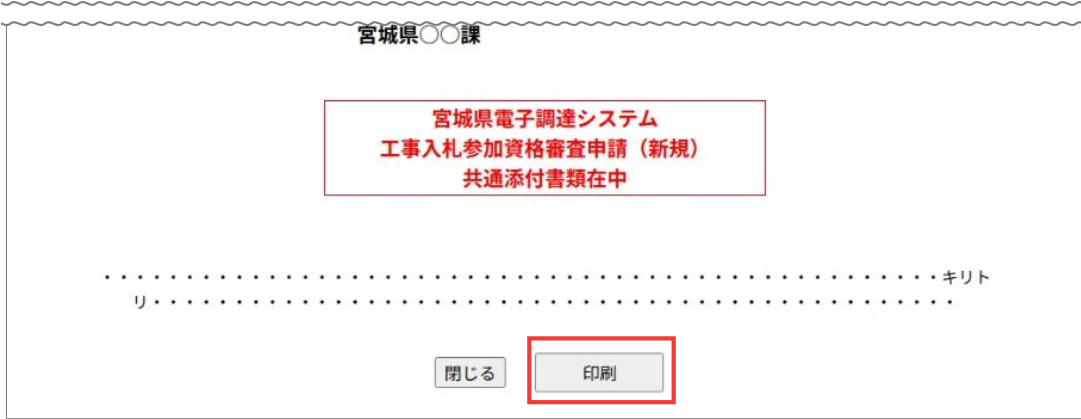 宮城県○○課
宮城県電子調達システム
工事入札参加資格審査申請（新規）
共通添付書類在中
・・・・・・・・・・・・・・・・・・・・・・・・・・・・・・・・・・・・・・・・・・・・・・・・・・・キリト
リ・・・・・・・・・・・・・・・・・・・・・・・・・・・・・・・・・・・・・・・・・・・・・・・・・
閉じる
印刷